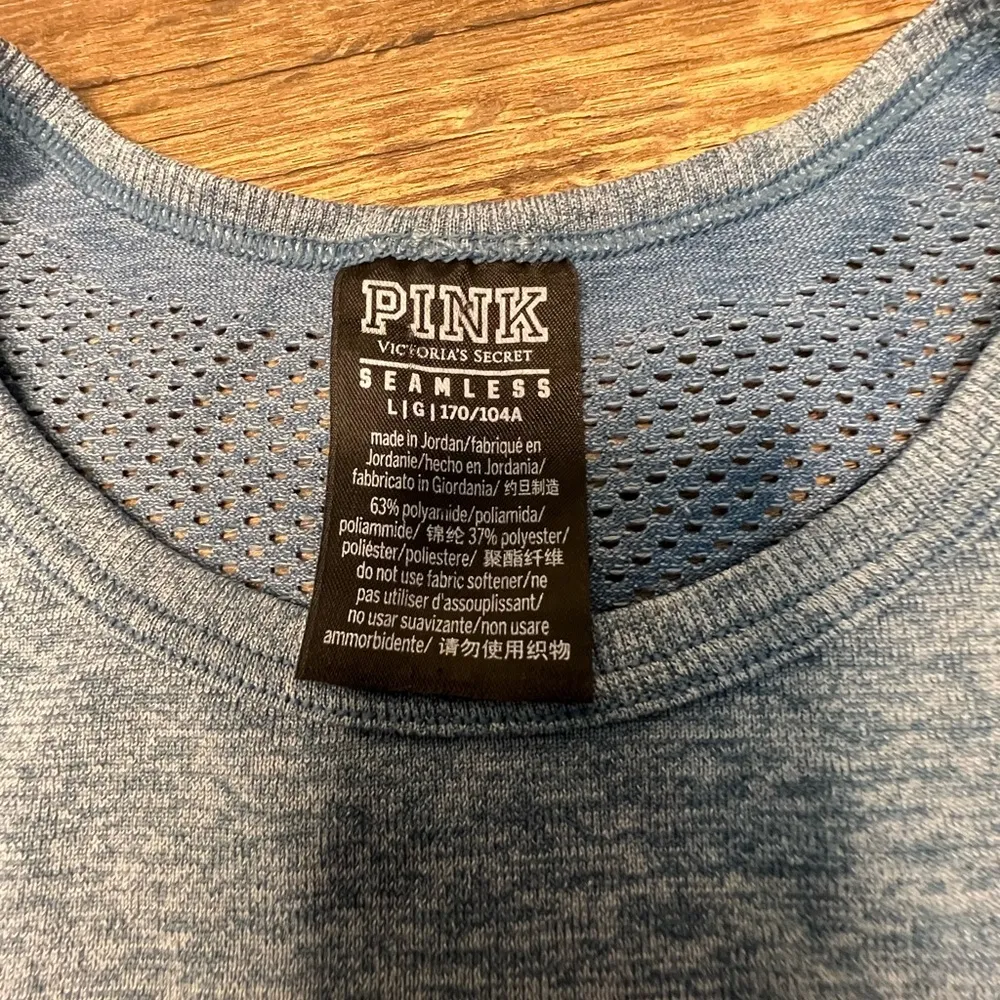 PINK
VICTORIA'S SECRET
SEAMLESS
L|G|170/104A
made in Jordan/fabriqué en
Jordanie/hecho en Jordania/
fabbricato in Giordania/ 约旦制造
63% polyamide/poliamida/
poliammide/ 锦纶 37% polyester/
poliéster/poliestere/ 聚酯纤维
do not use fabric softener/ne
pas utiliser d'assouplissant/
no usar suavizante/non usare
ammorbidente/ 请勿使用织物